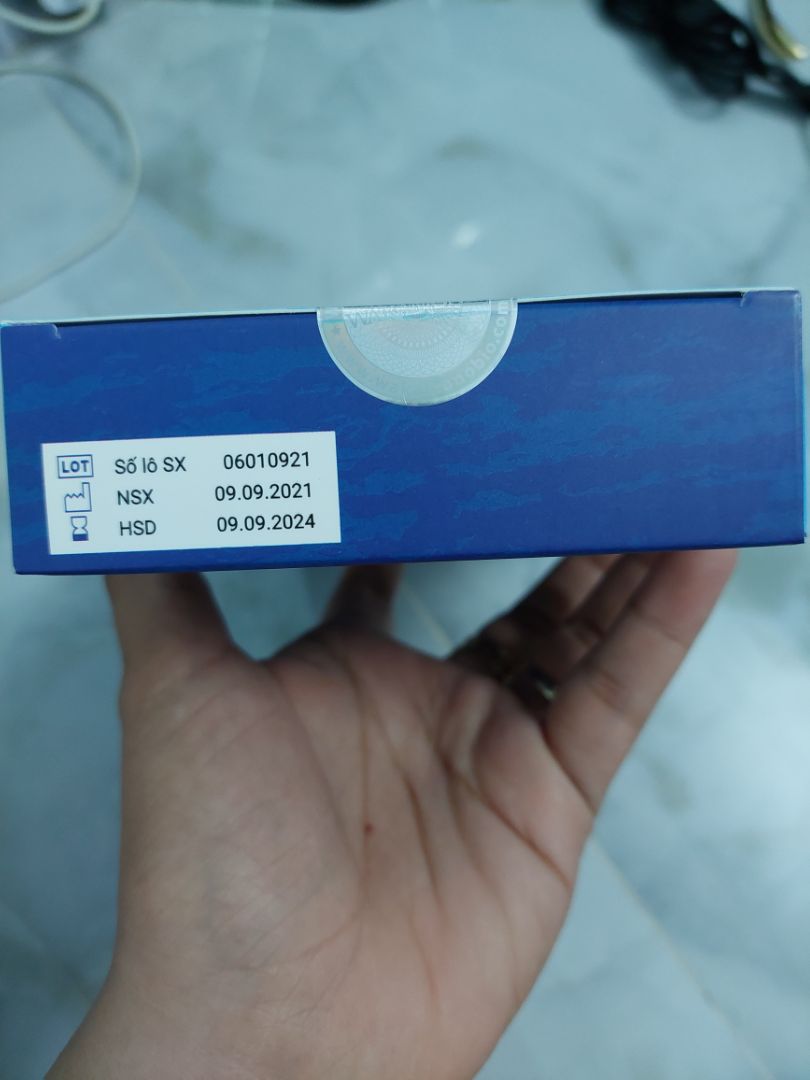 LOT Số lô SX 06010921
NSX 09.09.2021
HSD 09.09.2024